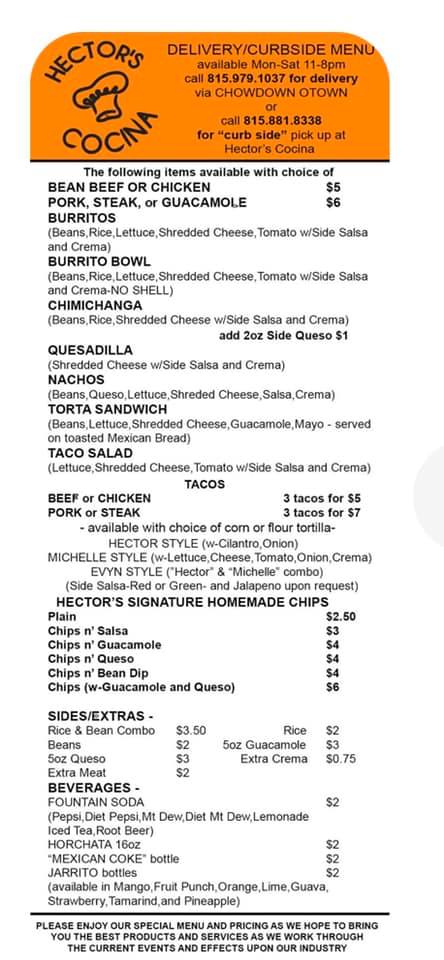 HECTOR'S
COCINA
DELIVERY/CURBSIDE MENU
available Mon-Sat 11-8pm
call 815.979.1037 for delivery
via CHOWDOWN OTOWN
or
call 815.881.8338
for "curb side" pick up at
Hector's Cocina
The following items available with choice of
BEAN BEEF OR CHICKEN $5
PORK, STEAK, or GUACAMOLE $6
BURRITOS
(Beans,Rice,Lettuce,Shredded Cheese,Tomato w/Side Salsa
and Crema)
BURRITO BOWL
(Beans,Rice,Lettuce,Shredded Cheese,Tomato w/Side Salsa
and Crema-NO SHELL)
CHIMICHANGA
(Beans,Rice,Shredded Cheese w/Side Salsa and Crema)
add 2oz Side Queso $1
QUESADILLA
(Shredded Cheese w/Side Salsa and Crema)
NACHOS
(Beans,Queso,Lettuce,Shreded Cheese,Salsa,Crema)
TORTA SANDWICH
(Beans,Lettuce,Shredded Cheese,Guacamole,Mayo - served
on toasted Mexican Bread)
TACO SALAD
(Lettuce,Shredded Cheese,Tomato w/Side Salsa and Crema)
TACOS
BEEF or CHICKEN 3 tacos for $5
PORK or STEAK 3 tacos for $7
- available with choice of corn or flour tortilla-
HECTOR STYLE (w-Cilantro,Onion)
MICHELLE STYLE (w-Lettuce,Cheese,Tomato,Onion,Crema)
EVYN STYLE ("Hector" & "Michelle" combo)
(Side Salsa-Red or Green- and Jalapeno upon request)
HECTOR'S SIGNATURE HOMEMADE CHIPS
Plain $2.50
Chips n' Salsa $3
Chips n' Guacamole $4
Chips n' Queso $4
Chips n' Bean Dip $4
Chips (w-Guacamole and Queso) $6
SIDES/EXTRAS -
Rice & Bean Combo $3.50 Rice $2
Beans $2 5oz Guacamole $3
5oz Queso $3 Extra Crema $0.75
Extra Meat $2
BEVERAGES -
FOUNTAIN SODA $2
(Pepsi,Diet Pepsi,Mt Dew,Diet Mt Dew,Lemonade
Iced Tea,Root Beer)
HORCHATA 16oz $2
"MEXICAN COKE" bottle $2
JARRITO bottles $2
(available in Mango,Fruit Punch,Orange,Lime,Guava,
Strawberry,Tamarind,and Pineapple)
PLEASE ENJOY OUR SPECIAL MENU AND PRICING AS WE HOPE TO BRING
YOU THE BEST PRODUCTS AND SERVICES AS WE WORK THROUGH
THE CURRENT EVENTS AND EFFECTS UPON OUR INDUSTRY